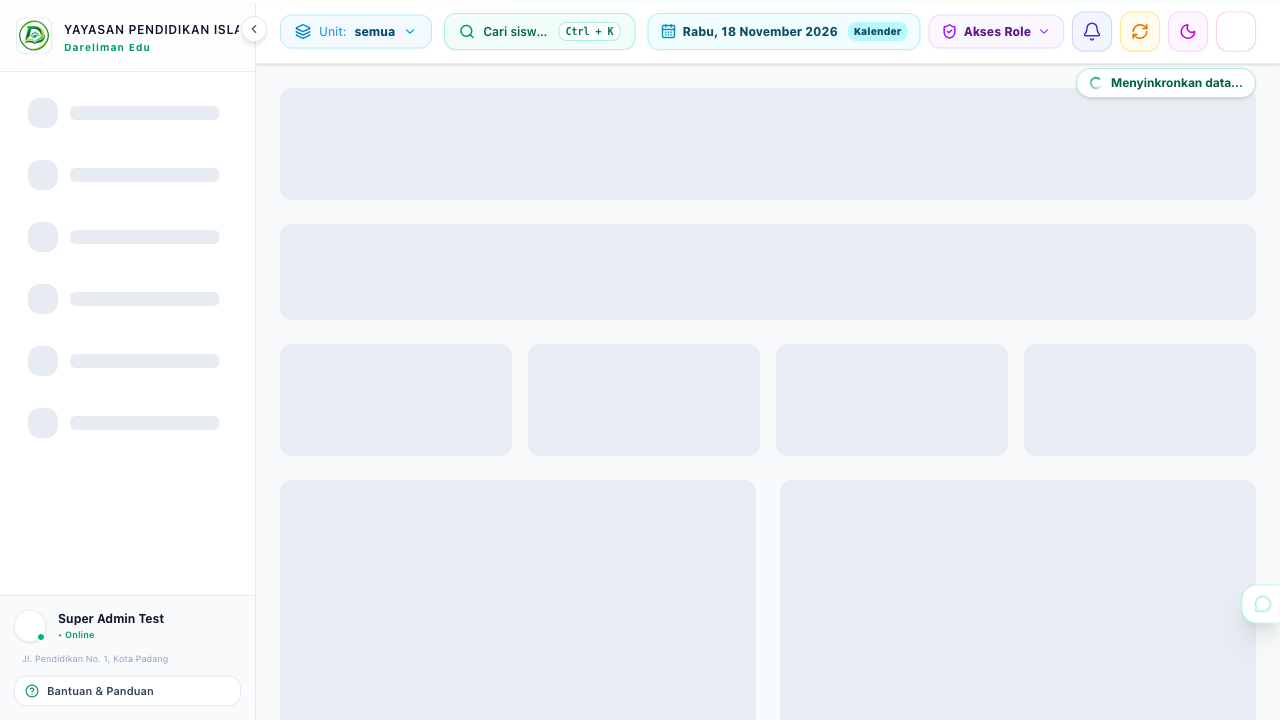 YAYASAN PENDIDIKAN ISLA
Dareliman Edu
Unit: semua
Cari sisw...
Ctrl + K
Rabu, 18 November 2026
Kalender
Akses Role
Menyinkronkan data...
Super Admin Test
• Online
Jl. Pendidikan No. 1, Kota Padang
Bantuan & Panduan